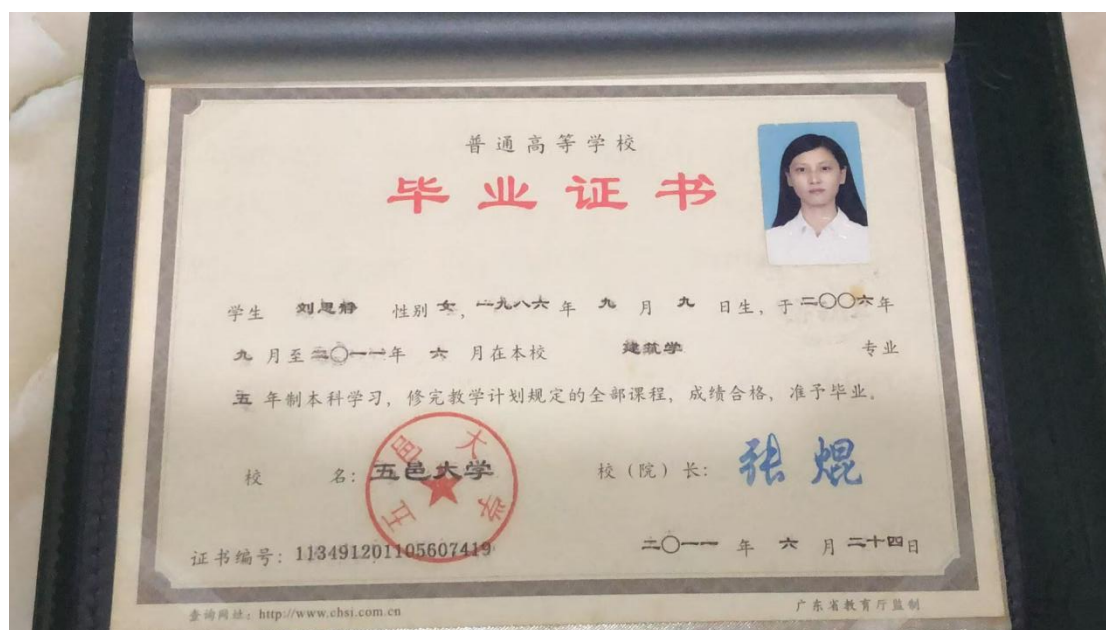 普通高等学校
毕业证书
学生 刘思静 性别 女, 一九八六 年 九 月 九 日生, 于 二〇〇六 年
九 月至 二〇一一 年 六 月在本校 建筑学 专业
五 年制本科学习, 修完教学计划规定的全部课程, 成绩合格, 准予毕业。
校 名: 五邑大学 校(院)长: 张焜
五邑大学
证书编号: 113491201105607419 二〇一一 年 六 月 二十四日
查询网址: http://www.chsi.com.cn 广东省教育厅监制